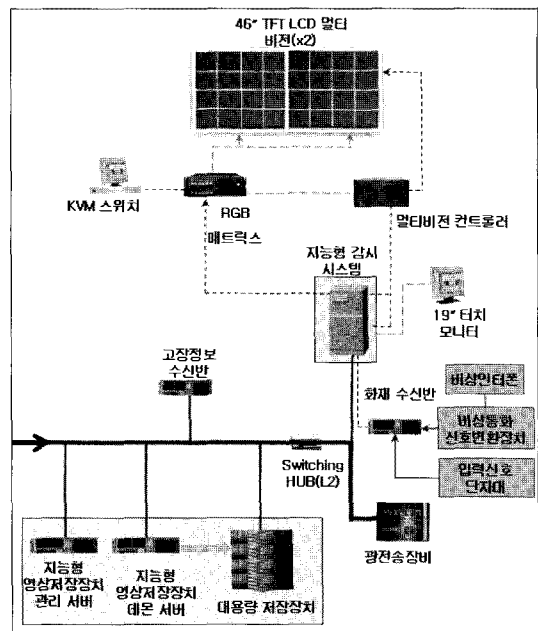 46" TFT LCD 멀티
비젼(x2)
KVM 스위치
RGB
매트릭스
멀티비젼 컨트롤러
지능형 감시
시스템
19" 터치
모니터
고장정보
수신반
화재 수신반
비상인터폰
비상통화
신호변환장치
입력신호
단자대
Switching
HUB(L2)
광전송장비
지능형
영상저장장치
관리 서버
지능형
영상저장장치
데몬 서버
대용량 저장장치